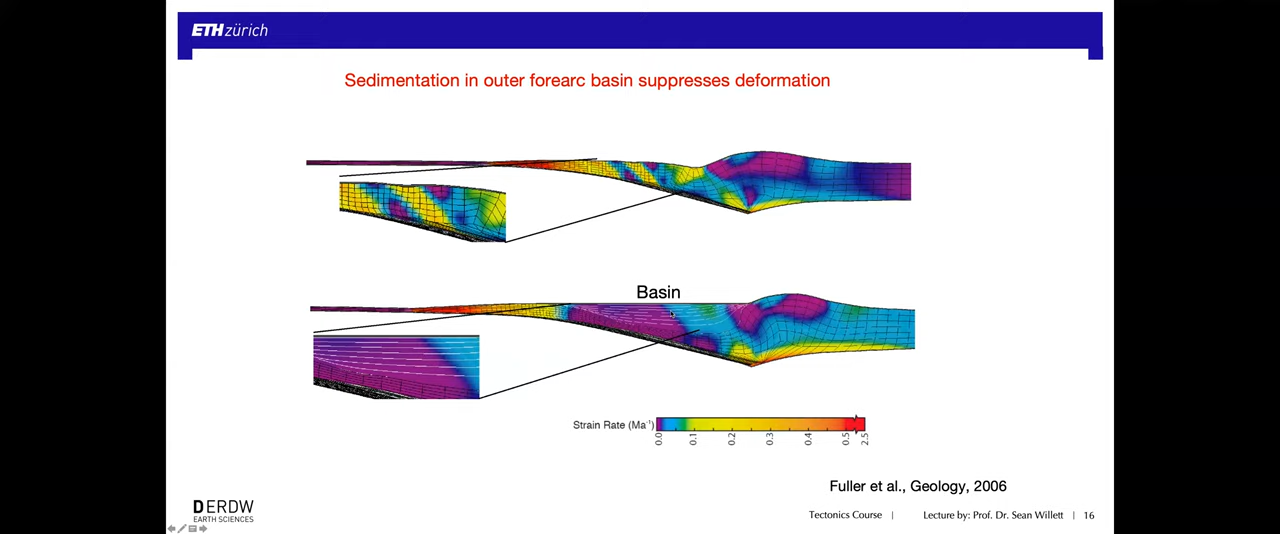 ETH zürich
Sedimentation in outer forearc basin suppresses deformation
Basin
Strain Rate (Ma⁻¹)
0.0 0.1 0.2 0.3 0.4 0.5 2.5
Fuller et al., Geology, 2006
DERDW
EARTH SCIENCES
Tectonics Course | Lecture by: Prof. Dr. Sean Willett | 16